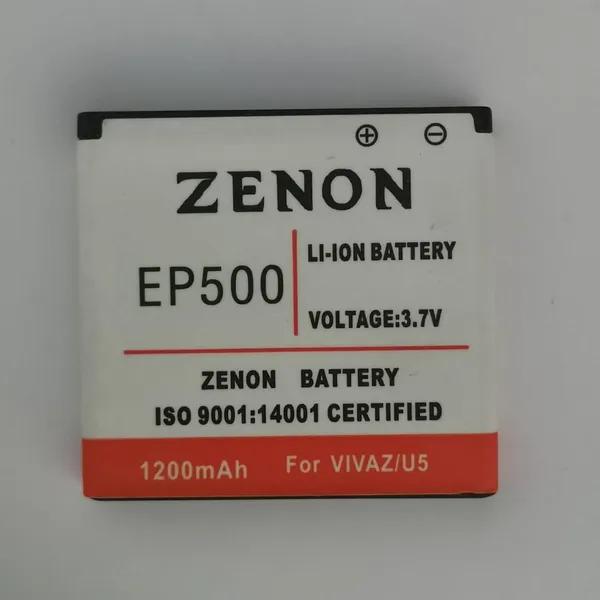 ⊕ ⊖
ZENON
EP500
LI-ION BATTERY
VOLTAGE:3.7V
ZENON BATTERY
ISO 9001:14001 CERTIFIED
1200mAh For VIVAZ/U5